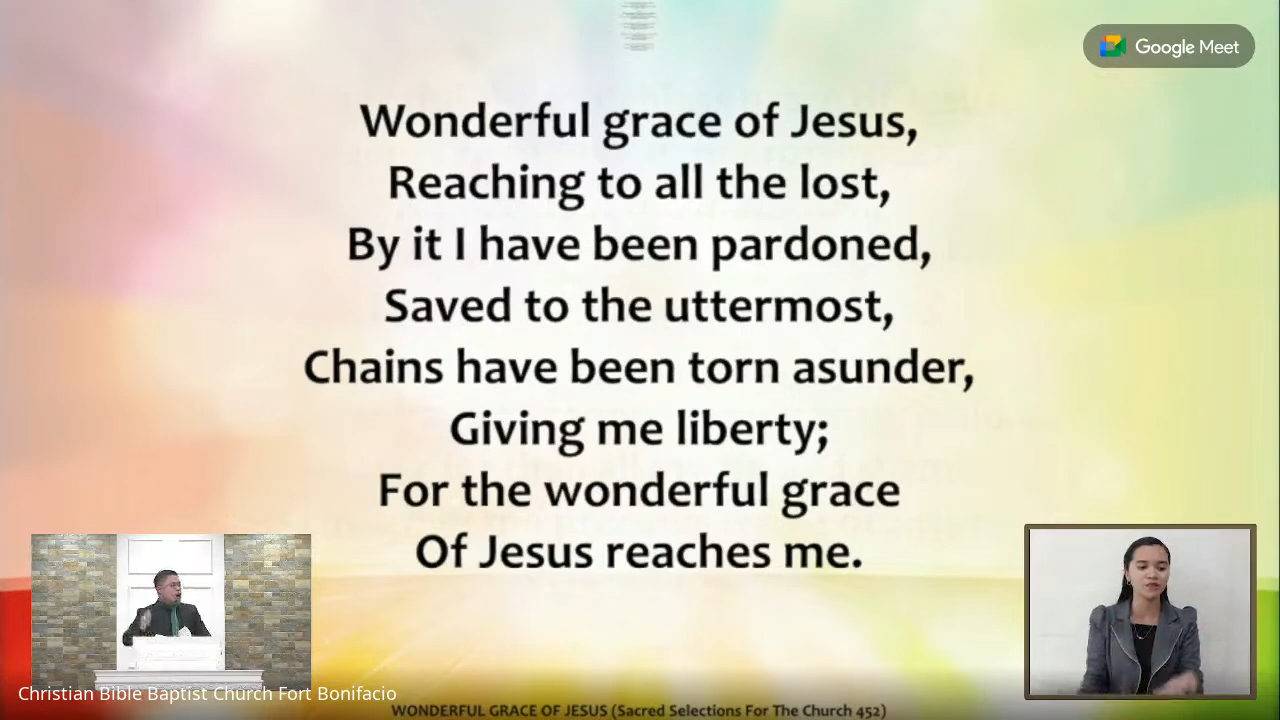 Google Meet
Wonderful grace of Jesus,
Reaching to all the lost,
By it I have been pardoned,
Saved to the uttermost,
Chains have been torn asunder,
Giving me liberty;
For the wonderful grace
Of Jesus reaches me.
Christian Bible Baptist Church Fort Bonifacio
WONDERFUL GRACE OF JESUS (Sacred Selections For The Church 452)